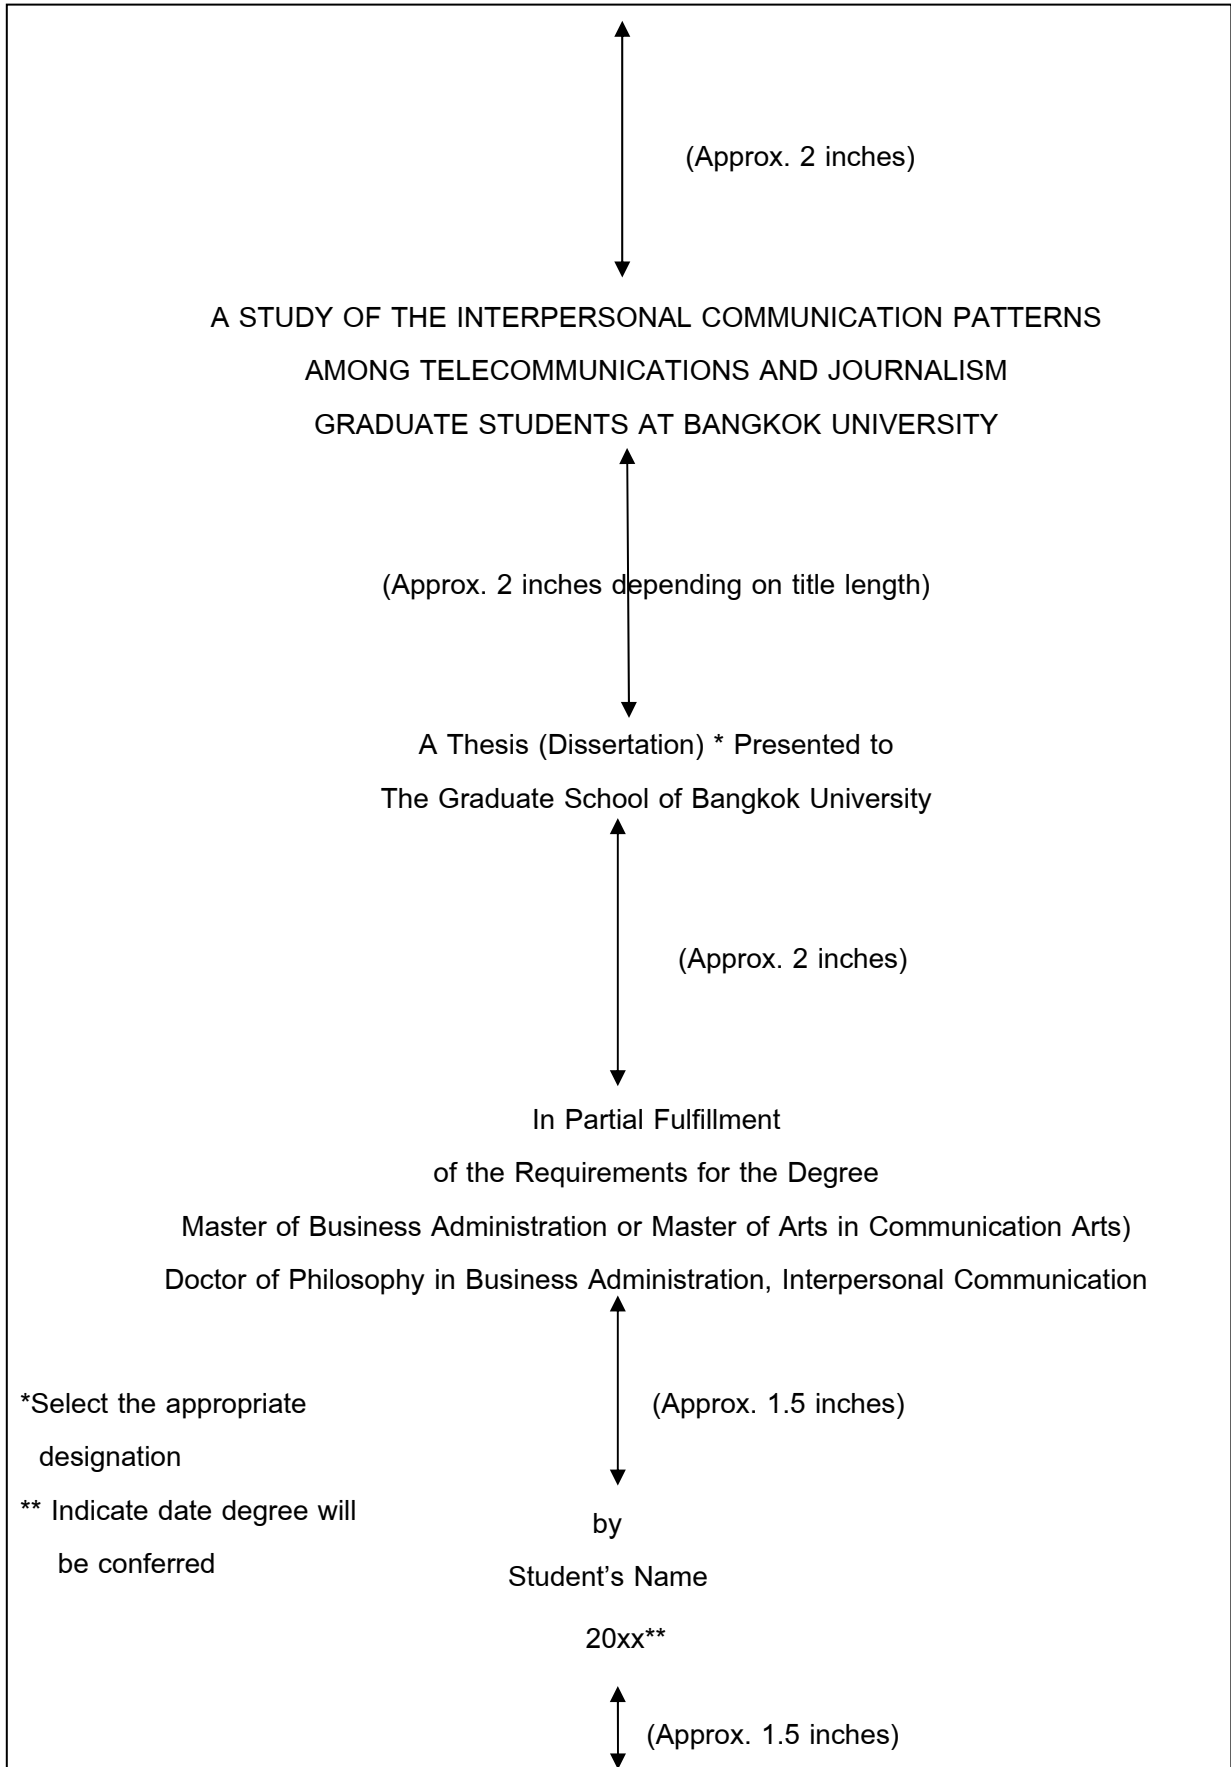 (Approx. 2 inches)
A STUDY OF THE INTERPERSONAL COMMUNICATION PATTERNS
AMONG TELECOMMUNICATIONS AND JOURNALISM
GRADUATE STUDENTS AT BANGKOK UNIVERSITY
(Approx. 2 inches depending on title length)
A Thesis (Dissertation) * Presented to
The Graduate School of Bangkok University
(Approx. 2 inches)
In Partial Fulfillment
of the Requirements for the Degree
Master of Business Administration or Master of Arts in Communication Arts)
Doctor of Philosophy in Business Administration, Interpersonal Communication
(Approx. 1.5 inches)
*Select the appropriate
designation
** Indicate date degree will
be conferred
by
Student's Name
20xx**
(Approx. 1.5 inches)